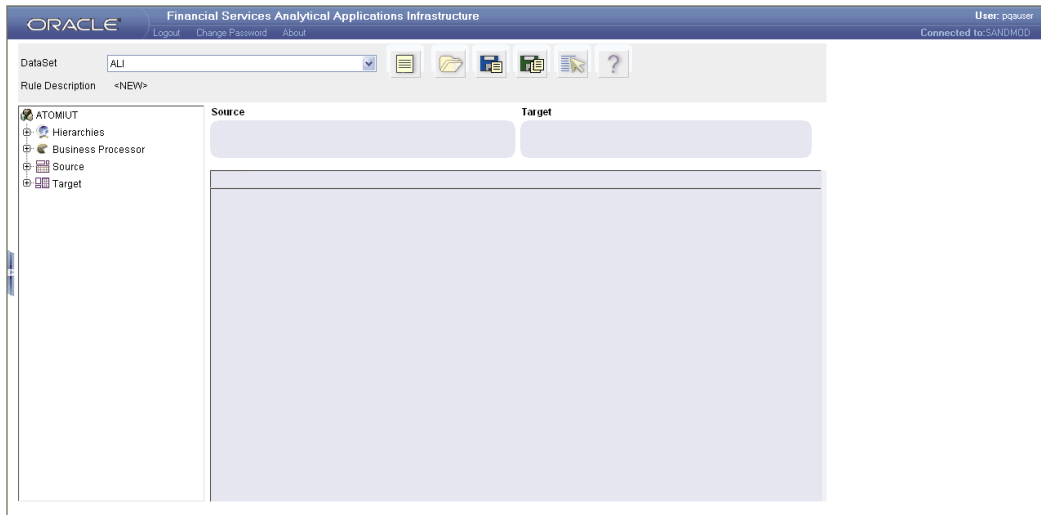 ORACLE
Financial Services Analytical Applications Infrastructure
User: pqauser
Logout Change Password About
Connected to:SANDMOD
DataSet ALI
Rule Description <NEW>
ATOMIUT
Hierarchies
Business Processor
Source
Target
Source Target